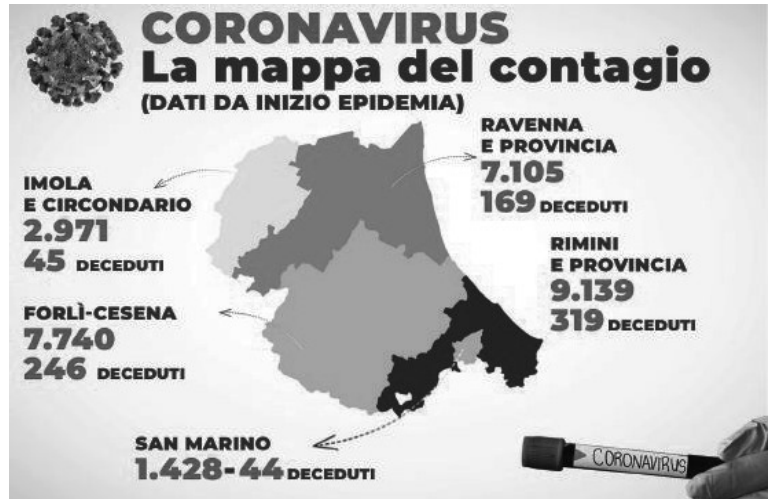 CORONAVIRUS
La mappa del contagio
(DATI DA INIZIO EPIDEMIA)
RAVENNA
E PROVINCIA
7.105
169 DECEDUTI
IMOLA
E CIRCONDARIO
2.971
45 DECEDUTI
RIMINI
E PROVINCIA
9.139
319 DECEDUTI
FORLÌ-CESENA
7.740
246 DECEDUTI
SAN MARINO
1.428-44 DECEDUTI
CORONAVIRUS